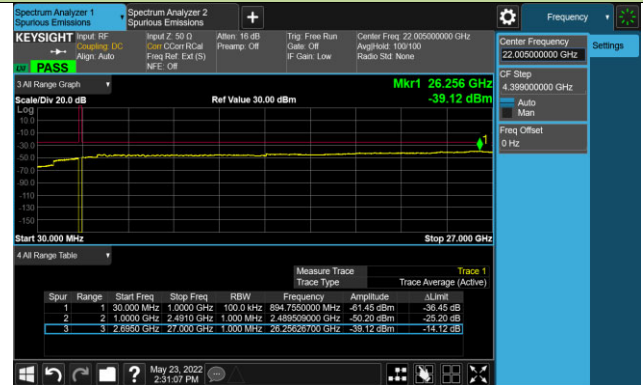 Spectrum Analyzer 1
Spurious Emissions
Spectrum Analyzer 2
Spurious Emissions
+
Frequency
KEYSIGHT
Input: RF
Coupling: DC
Align: Auto
Input Z: 50 Ω
Corr CCorr RCal
Freq Ref: Ext (S)
NFE: Off
Atten: 16 dB
Preamp: Off
Trig: Free Run
Gate: Off
IF Gain: Low
Center Freq: 22.005000000 GHz
Avg|Hold: 100/100
Radio Std: None
PASS
Center Frequency
22.005000000 GHz
Settings
CF Step
4.399000000 GHz
Auto
Man
Freq Offset
0 Hz
3 All Range Graph
Mkr1 26.256 GHz
Scale/Div 20.0 dB
Ref Value 30.00 dBm
-39.12 dBm
Log
10.0
-10.0
-30.0
-50.0
-70.0
-90.0
-110
-130
-150
1
Start 30.000 MHz
Stop 27.000 GHz
4 All Range Table
Measure Trace Trace 1
Trace Type Trace Average (Active)
Spur Range Start Freq Stop Freq RBW Frequency Amplitude ΔLimit
1 1 30.000 MHz 1.0000 GHz 100.0 kHz 894.7550000 MHz -61.45 dBm -36.45 dB
2 2 1.0000 GHz 2.4910 GHz 1.000 MHz 2.489509000 GHz -50.20 dBm -25.20 dB
3 3 2.6950 GHz 27.000 GHz 1.000 MHz 26.25626700 GHz -39.12 dBm -14.12 dB
?
May 23, 2022
2:31:07 PM